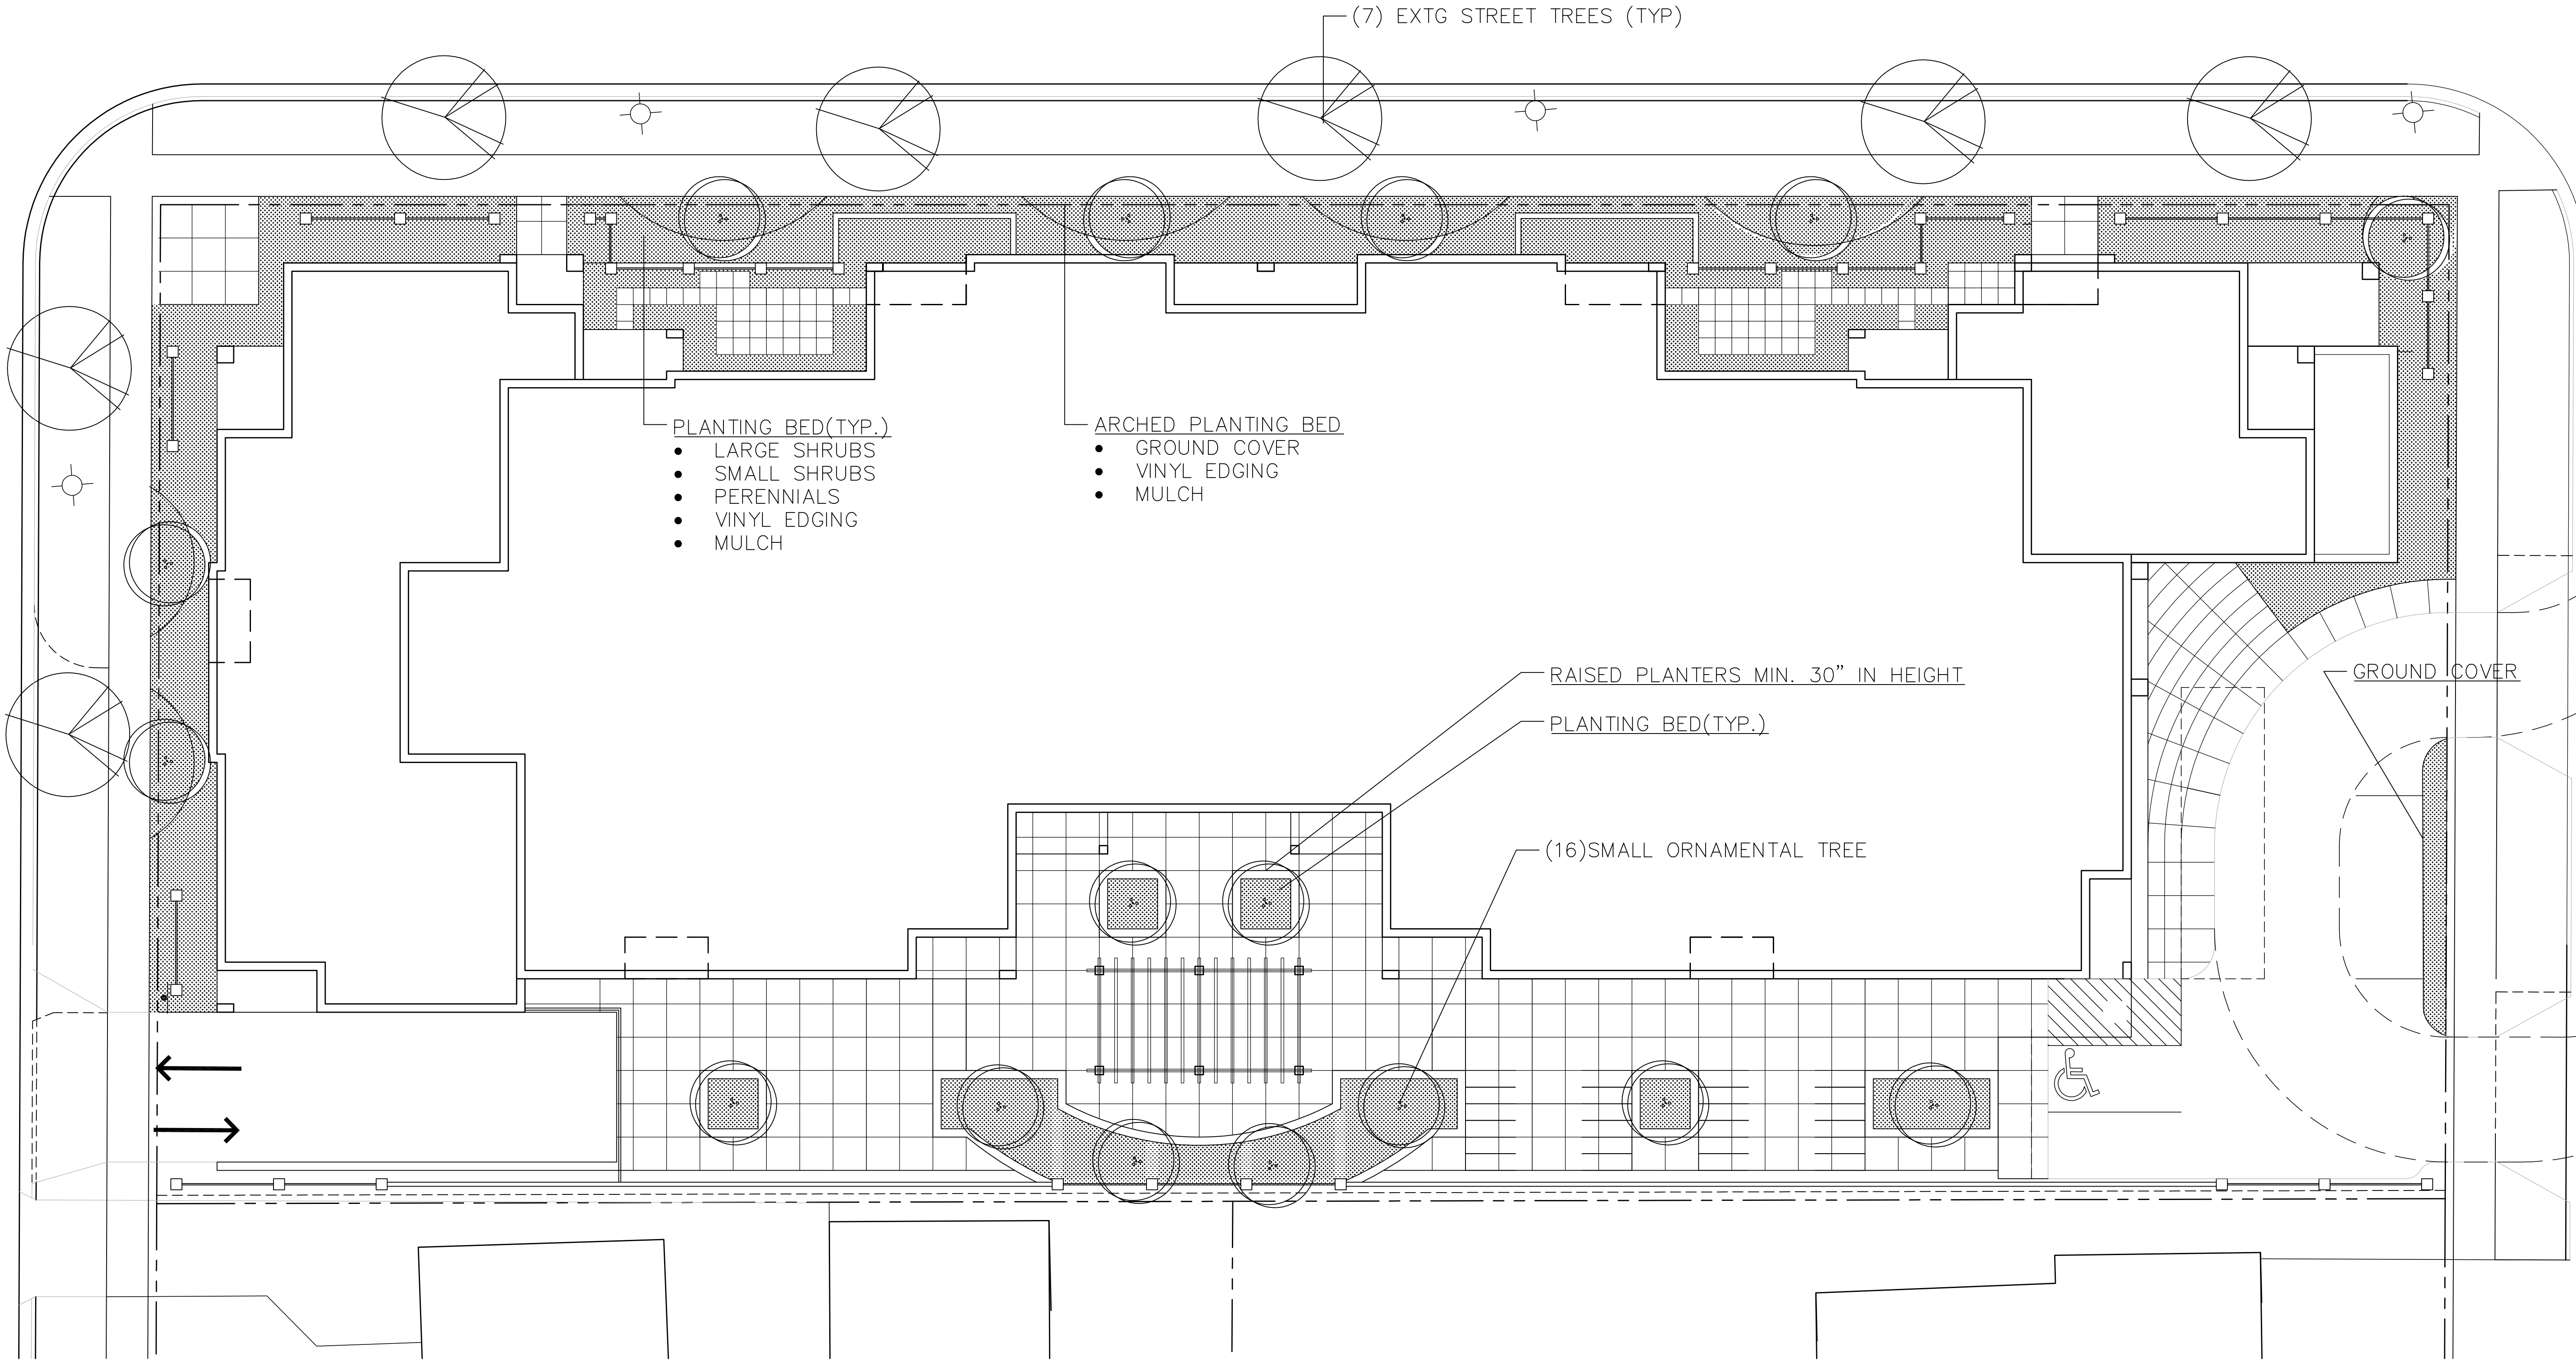 (7) EXTG STREET TREES (TYP)
PLANTING BED(TYP.)
• LARGE SHRUBS
• SMALL SHRUBS
• PERENNIALS
• VINYL EDGING
• MULCH
ARCHED PLANTING BED
• GROUND COVER
• VINYL EDGING
• MULCH
RAISED PLANTERS MIN. 30" IN HEIGHT
PLANTING BED(TYP.)
GROUND COVER
(16)SMALL ORNAMENTAL TREE